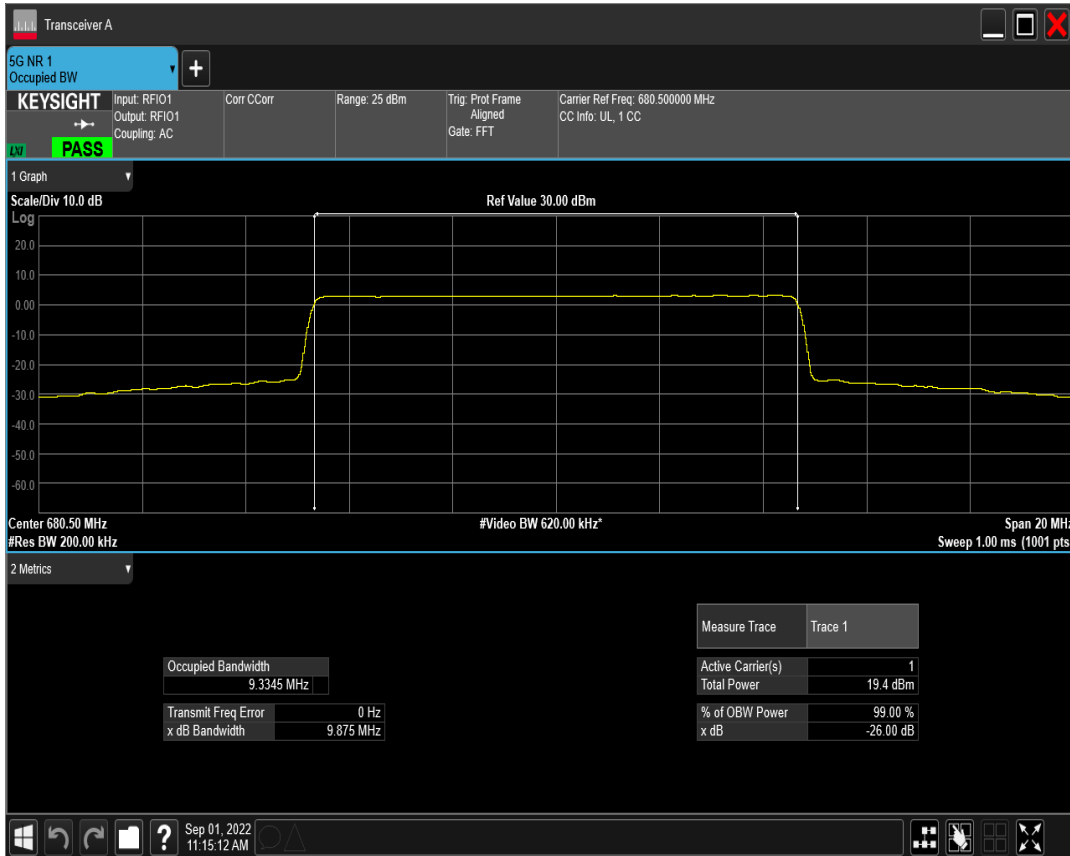 Transceiver A
5G NR 1
Occupied BW
KEYSIGHT
LXI
PASS
Input: RFIO1
Output: RFIO1
Coupling: AC
Corr CCorr
Range: 25 dBm
Trig: Prot Frame
Aligned
Gate: FFT
Carrier Ref Freq: 680.500000 MHz
CC Info: UL, 1 CC
1 Graph
Scale/Div 10.0 dB
Ref Value 30.00 dBm
Log
20.0
10.0
0.00
-10.0
-20.0
-30.0
-40.0
-50.0
-60.0
Center 680.50 MHz
#Video BW 620.00 kHz*
Span 20 MHz
#Res BW 200.00 kHz
Sweep 1.00 ms (1001 pts
2 Metrics
Measure Trace Trace 1
Occupied Bandwidth
9.3345 MHz
Active Carrier(s) 1
Total Power 19.4 dBm
Transmit Freq Error 0 Hz
x dB Bandwidth 9.875 MHz
% of OBW Power 99.00 %
x dB -26.00 dB
?
Sep 01, 2022
11:15:12 AM